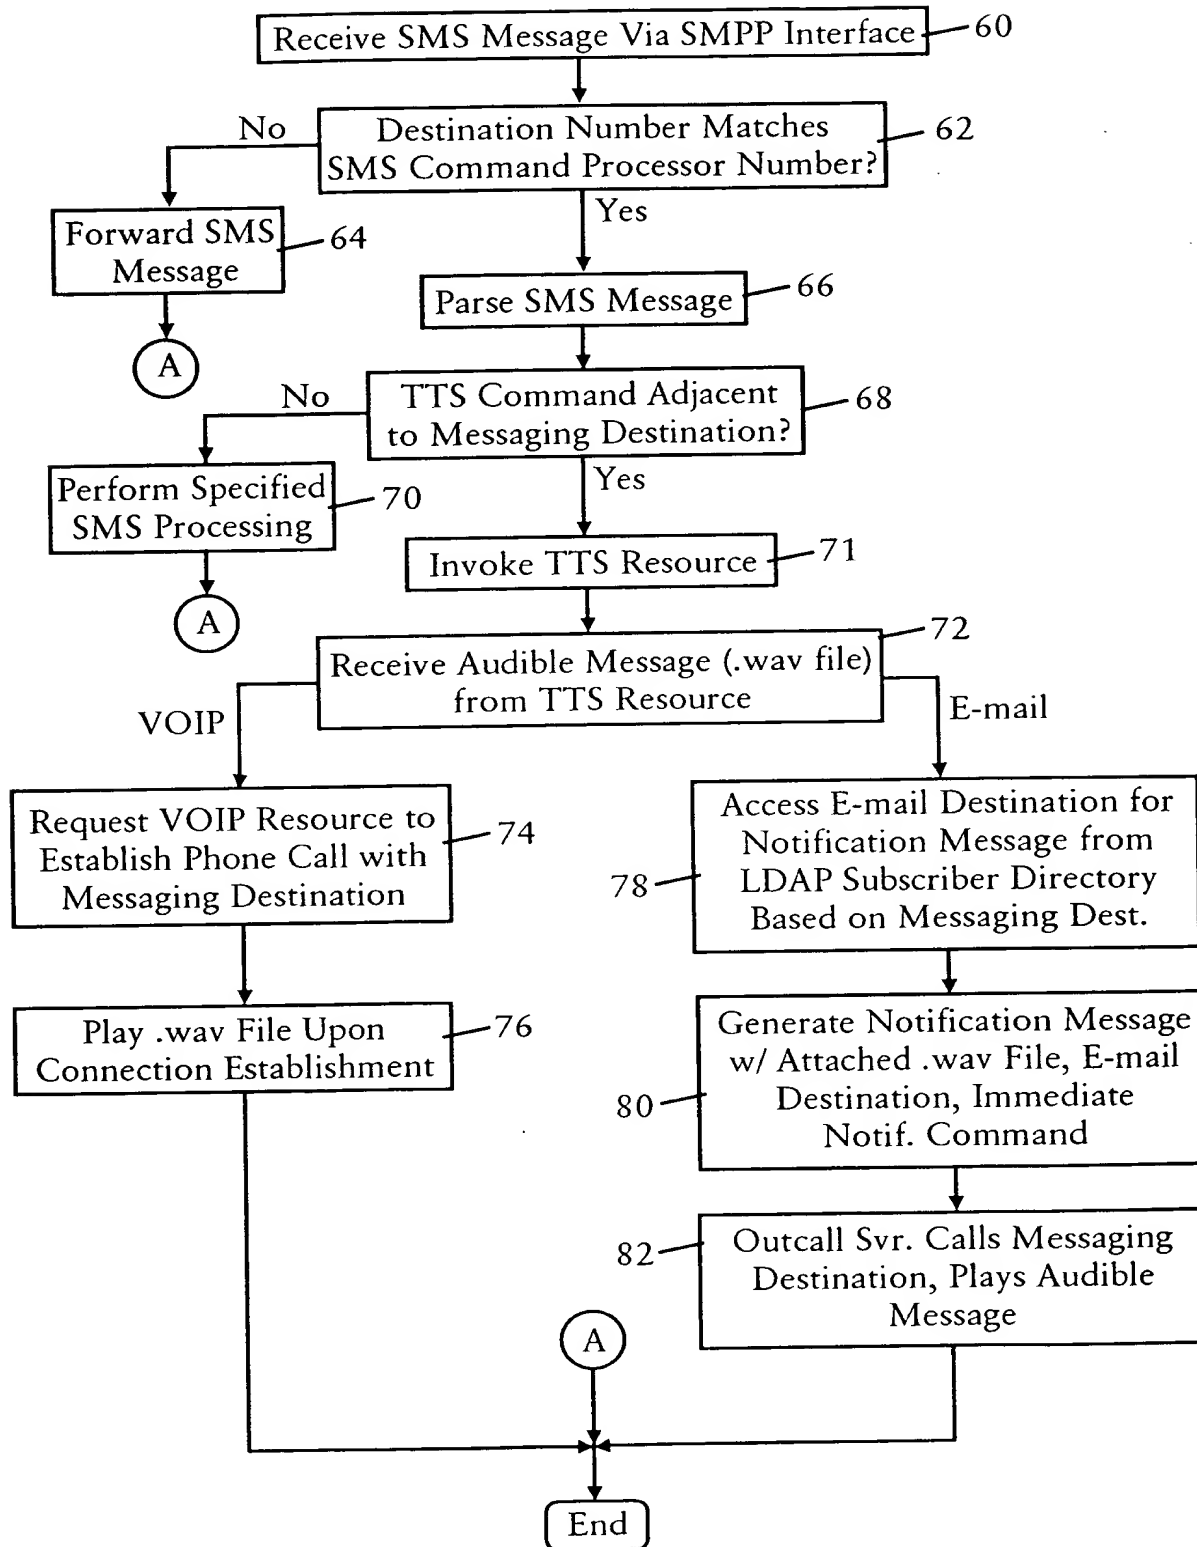 Receive SMS Message Via SMPP Interface
60
Destination Number Matches
SMS Command Processor Number?
62
No
Yes
Forward SMS
Message
64
Parse SMS Message
66
A
TTS Command Adjacent
to Messaging Destination?
68
No
Yes
Perform Specified
SMS Processing
70
Invoke TTS Resource
71
A
Receive Audible Message (.wav file)
from TTS Resource
72
VOIP
E-mail
Request VOIP Resource to
Establish Phone Call with
Messaging Destination
74
Access E-mail Destination for
Notification Message from
LDAP Subscriber Directory
Based on Messaging Dest.
78
Play .wav File Upon
Connection Establishment
76
Generate Notification Message
w/ Attached .wav File, E-mail
Destination, Immediate
Notif. Command
80
Outcall Svr. Calls Messaging
Destination, Plays Audible
Message
82
A
End